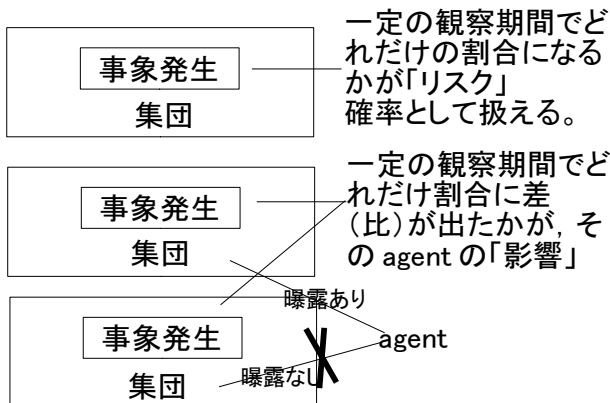 一定の観察期間でど
れだけの割合になる
かが「リスク」
確率として扱える。
事象発生
集団
一定の観察期間でど
れだけ割合に差
（比）が出たかが，そ
の agent の「影響」
事象発生
集団
曝露あり
agent
事象発生
集団
曝露なし